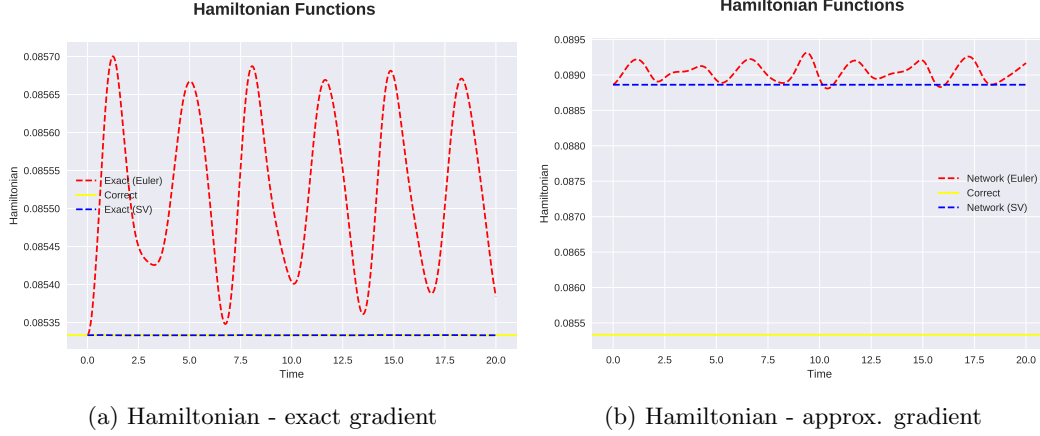 Hamiltonian Functions
0.08570
0.08565
0.08560
0.08555
0.08550
0.08545
0.08540
0.08535
Hamiltonian
Exact (Euler)
Correct
Exact (SV)
0.0
2.5
5.0
7.5
10.0
12.5
15.0
17.5
20.0
Time
(a) Hamiltonian - exact gradient
Hamiltonian Functions
0.0895
0.0890
0.0885
0.0880
0.0875
0.0870
0.0865
0.0860
0.0855
Hamiltonian
Network (Euler)
Correct
Network (SV)
0.0
2.5
5.0
7.5
10.0
12.5
15.0
17.5
20.0
Time
(b) Hamiltonian - approx. gradient